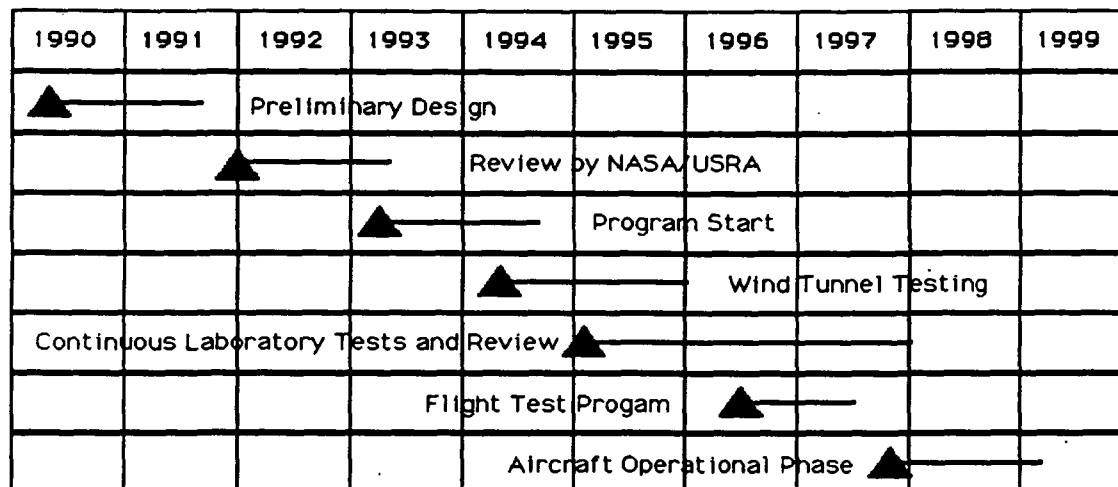 1990 1991 1992 1993 1994 1995 1996 1997 1998 1999
Preliminary Design
Review by NASA/USRA
Program Start
Wind Tunnel Testing
Continuous Laboratory Tests and Review
Flight Test Progam
Aircraft Operational Phase